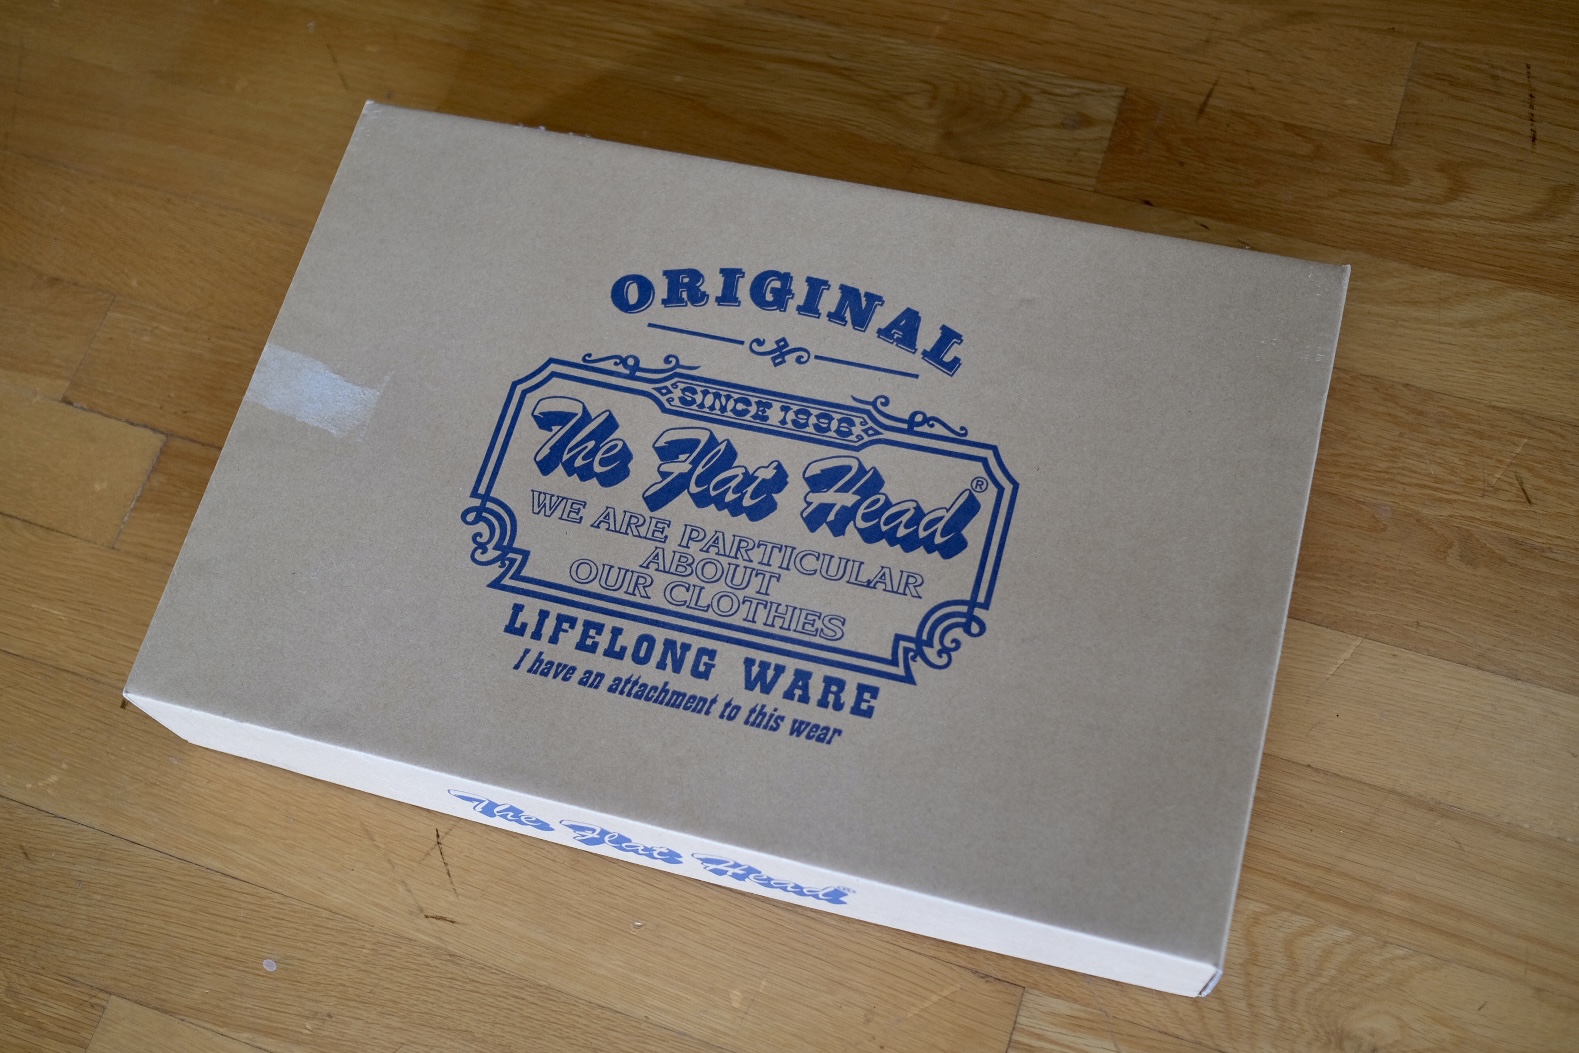 ORIGINAL
SINCE 1996
The Flat Head®
WE ARE PARTICULAR
ABOUT
OUR CLOTHES
LIFELONG WARE
I have an attachment to this wear
The Flat Head